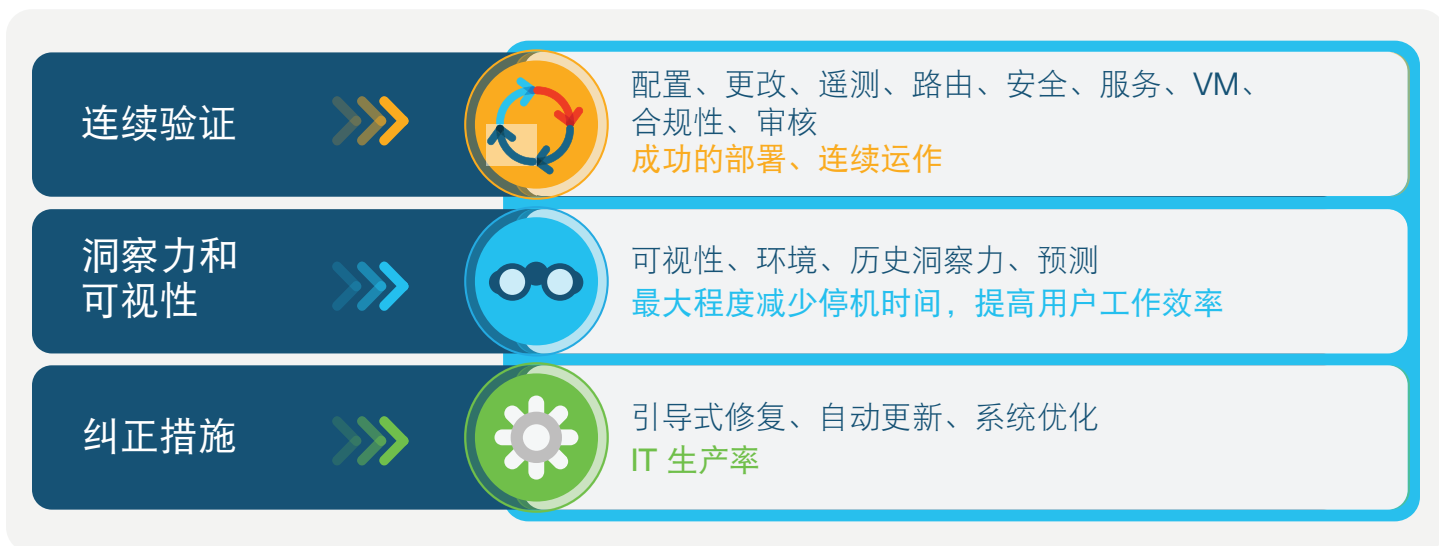 连续验证
配置、更改、遥测、路由、安全、服务、VM、
合规性、审核
成功的部署、连续运作
洞察力和
可视性
可视性、环境、历史洞察力、预测
最大程度减少停机时间，提高用户工作效率
纠正措施
引导式修复、自动更新、系统优化
IT 生产率